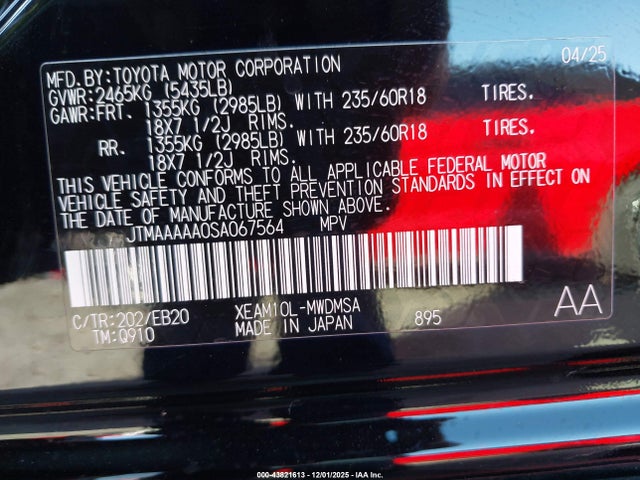 04/25
MFD.BY:TOYOTA MOTOR CORPORATION
GVWR:2465KG (5435LB)
GAWR:FRT. 1355KG (2985LB) WITH 235/60R18 TIRES.
18X7 1/2J RIMS.
RR. 1355KG (2985LB) WITH 235/60R18 TIRES.
18X7 1/2J RIMS.
THIS VEHICLE CONFORMS TO ALL APPLICABLE FEDERAL MOTOR
VEHICLE SAFETY AND THEFT PREVENTION STANDARDS IN EFFECT ON
THE DATE OF MANUFACTURE SHOWN ABOVE.
JTMAAAAA0SA067564 MPV
C/TR:202/EB20 XEAM10L-MWDMSA 895 AA
TM:Q910 MADE IN JAPAN
000-43821613 - 12/01/2025 - IAA Inc.